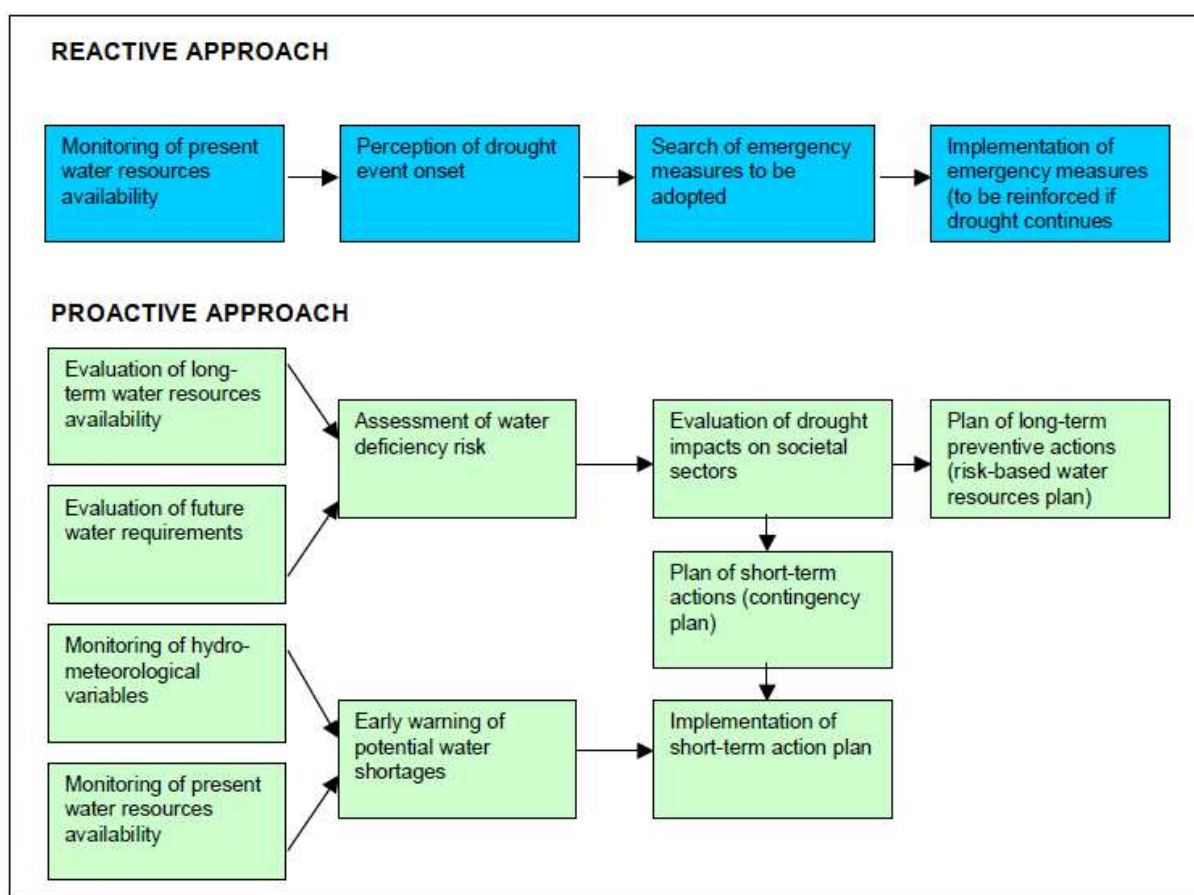 REACTIVE APPROACH
Monitoring of present
water resources
availability
Perception of drought
event onset
Search of emergency
measures to be
adopted
Implementation of
emergency measures
(to be reinforced if
drought continues
PROACTIVE APPROACH
Evaluation of long-
term water resources
availability
Evaluation of future
water requirements
Monitoring of hydro-
meteorological
variables
Monitoring of present
water resources
availability
Assessment of water
deficiency risk
Early warning of
potential water
shortages
Evaluation of drought
impacts on societal
sectors
Plan of short-term
actions (contingency
plan)
Implementation of
short-term action plan
Plan of long-term
preventive actions
(risk-based water
resources plan)